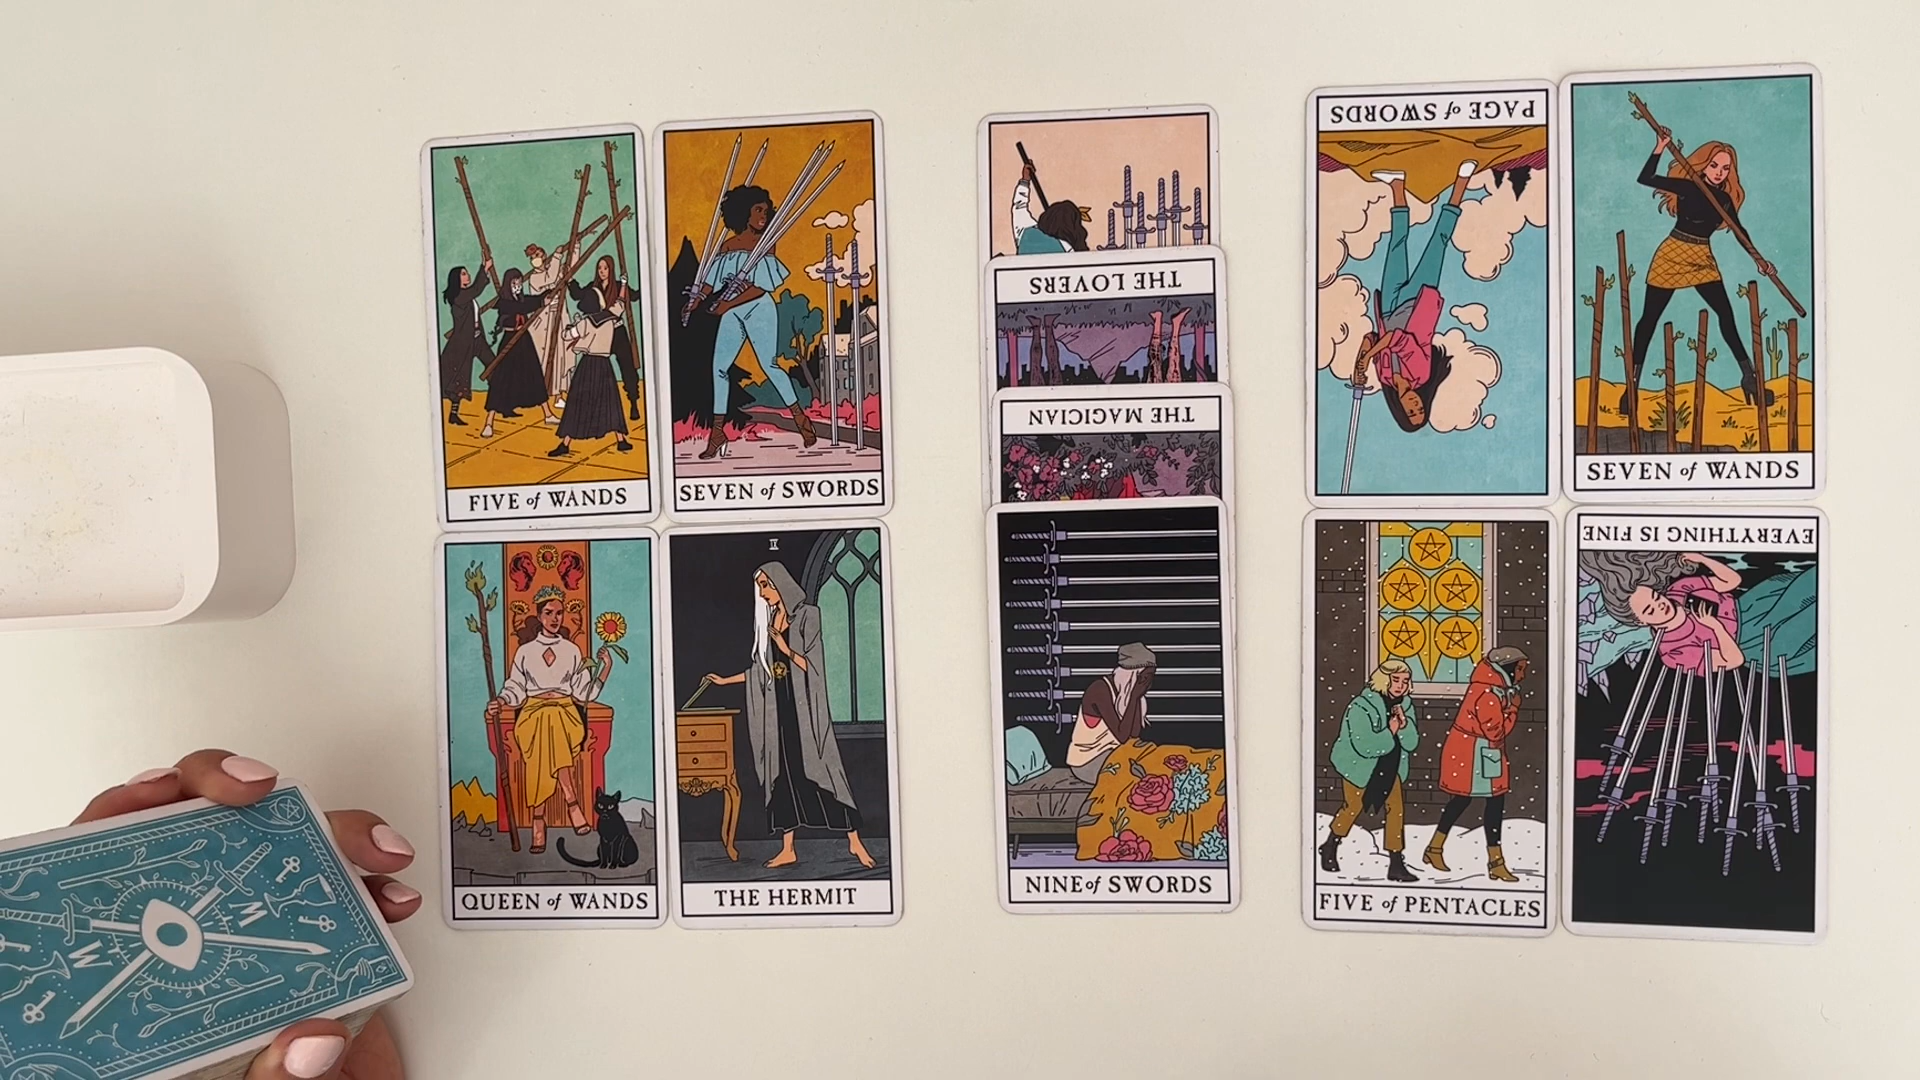 FIVE of WANDS
SEVEN of SWORDS
QUEEN of WANDS
II
THE HERMIT
THE LOVERS
THE MAGICIAN
NINE of SWORDS
PAGE of SWORDS
SEVEN of WANDS
FIVE of PENTACLES
EVERYTHING IS FINE
W
W